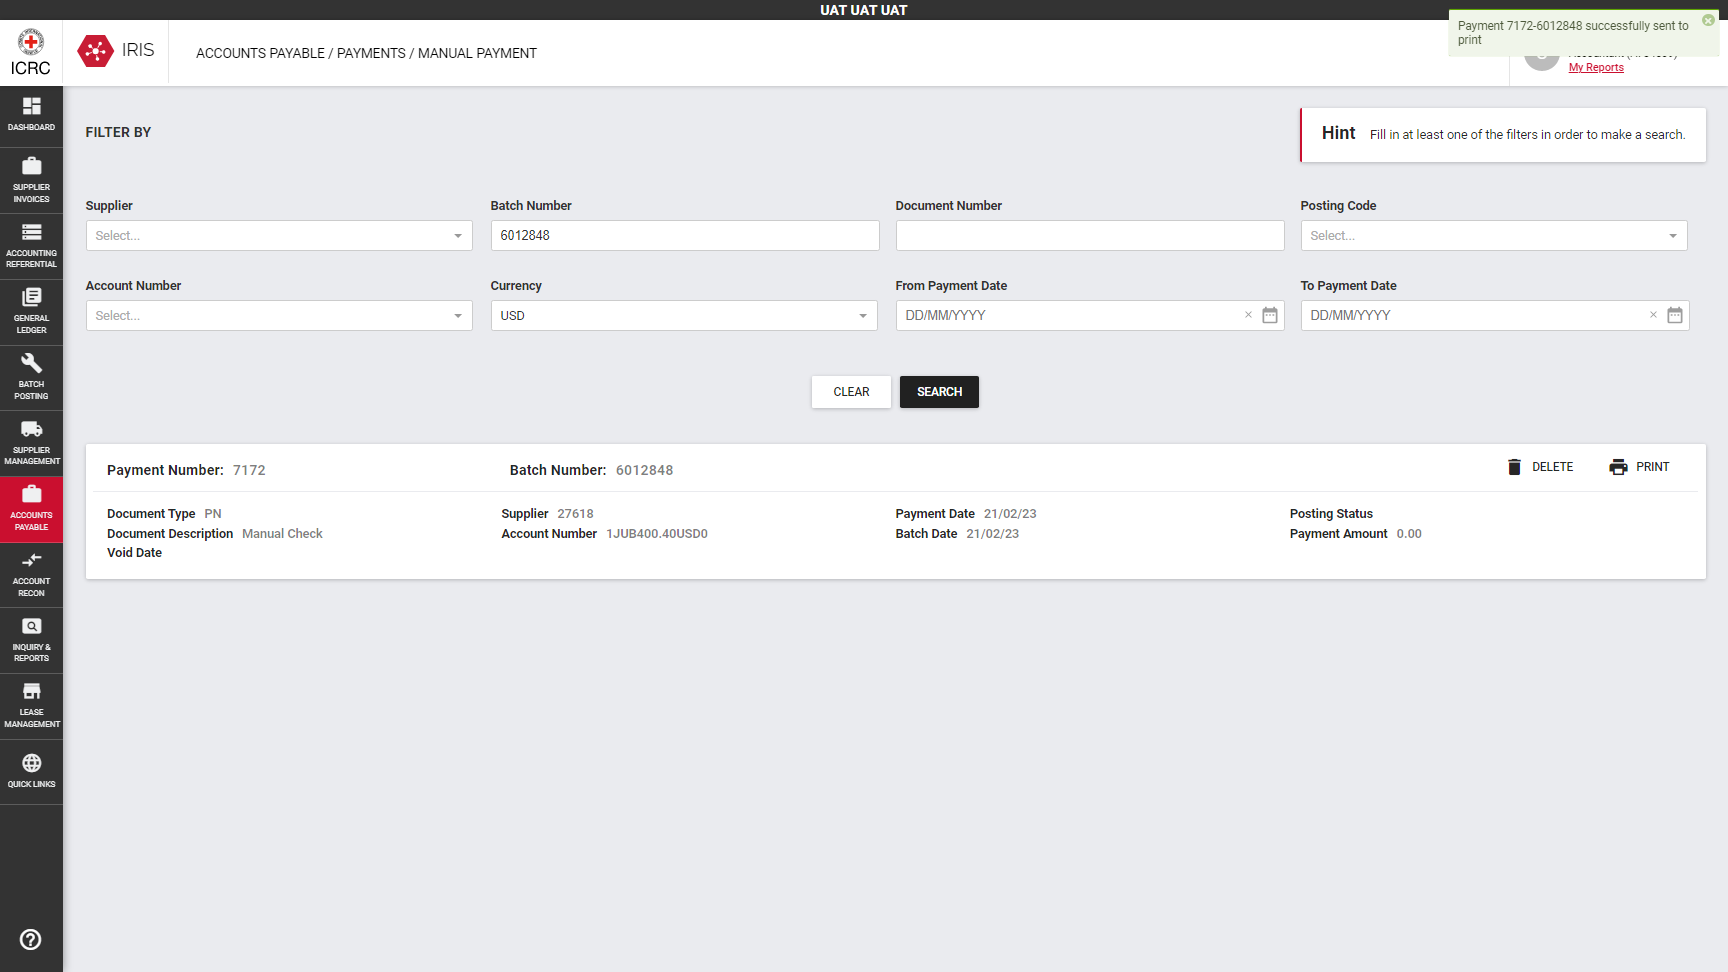 UAT UAT UAT
ICRC
IRIS
ACCOUNTS PAYABLE / PAYMENTS / MANUAL PAYMENT
Payment 7172-6012848 successfully sent to
print
My Reports
DASHBOARD
SUPPLIER
INVOICES
ACCOUNTING
REFERENTIAL
GENERAL
LEDGER
BATCH
POSTING
SUPPLIER
MANAGEMENT
ACCOUNTS
PAYABLE
ACCOUNT
RECON
INQUIRY &
REPORTS
LEASE
MANAGEMENT
QUICK LINKS
FILTER BY
Hint Fill in at least one of the filters in order to make a search.
Supplier Batch Number Document Number Posting Code
Select... 6012848 Select...
Account Number Currency From Payment Date To Payment Date
Select... USD DD/MM/YYYY × DD/MM/YYYY ×
CLEAR SEARCH
Payment Number: 7172 Batch Number: 6012848 DELETE PRINT
Document Type PN Supplier 27618 Payment Date 21/02/23 Posting Status
Document Description Manual Check Account Number 1JUB400.40USD0 Batch Date 21/02/23 Payment Amount 0.00
Void Date